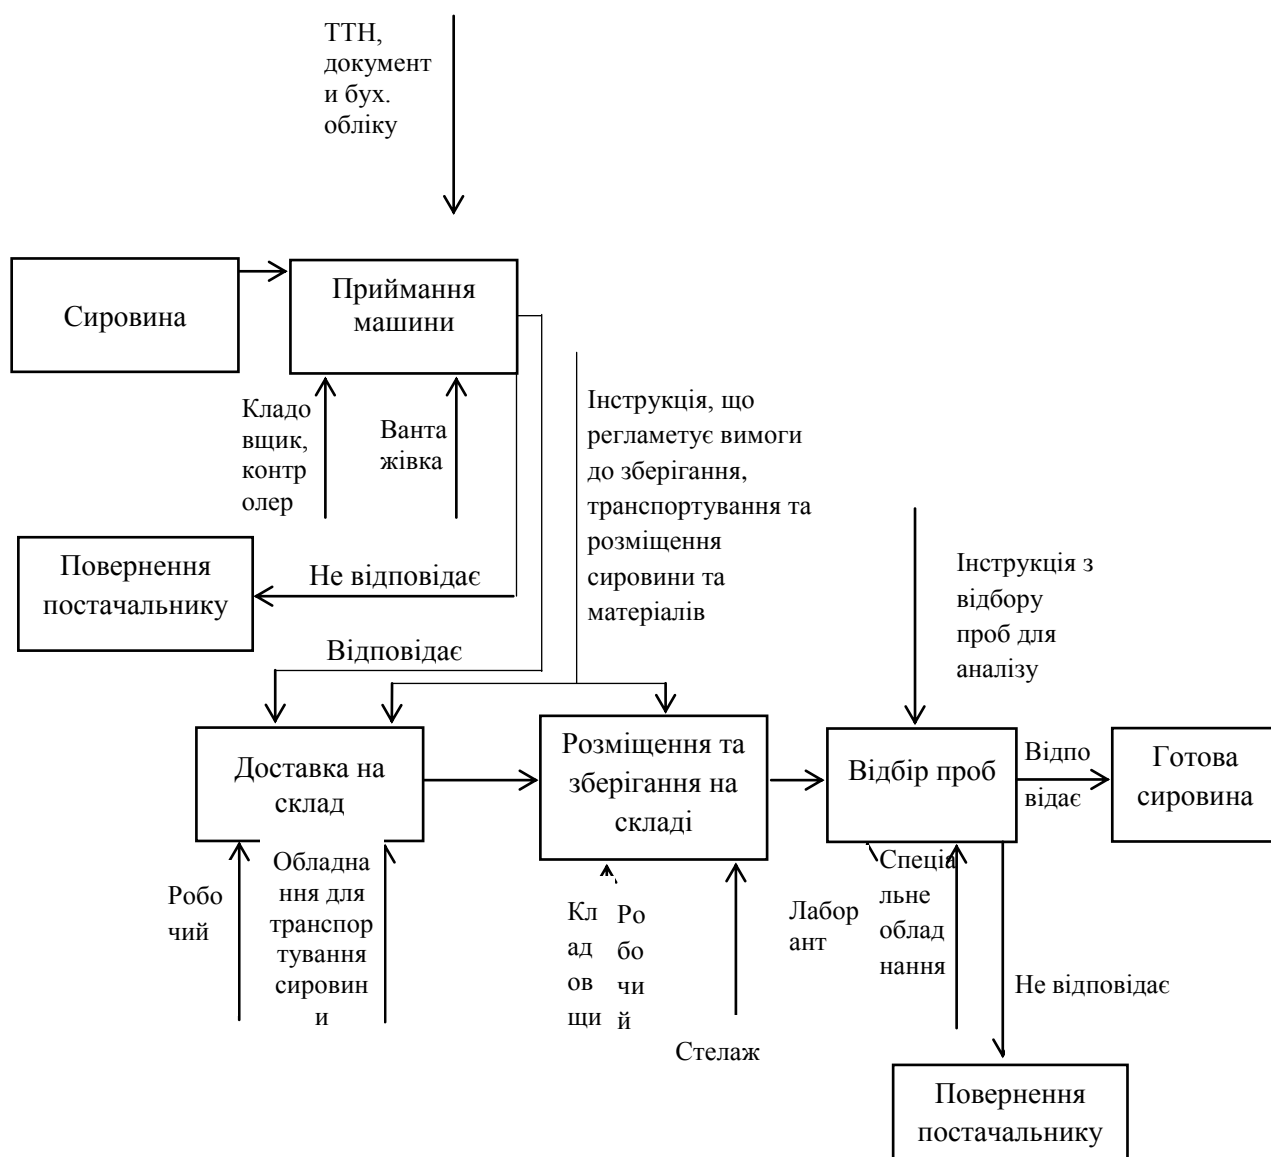 ТТН,
документ
и бух.
обліку
Сировина
Приймання
машини
Кладо
вщик,
контр
олер
Ванта
жівка
Інструкція, що
регламетує вимоги
до зберігання,
транспортування та
розміщення
сировини та
матеріалів
Повернення
постачальнику
Не відповідає
Відповідає
Інструкція з
відбору
проб для
аналізу
Доставка на
склад
Розміщення та
зберігання на
складі
Відбір проб
Відпо
відає
Готова
сировина
Робо
чий
Обладна
ння для
транспор
тування
сировин
и
Кл
ад
ов
щи
Ро
бо
чи
й
Стелаж
Лабор
ант
Спеціа
льне
облад
нання
Не відповідає
Повернення
постачальнику